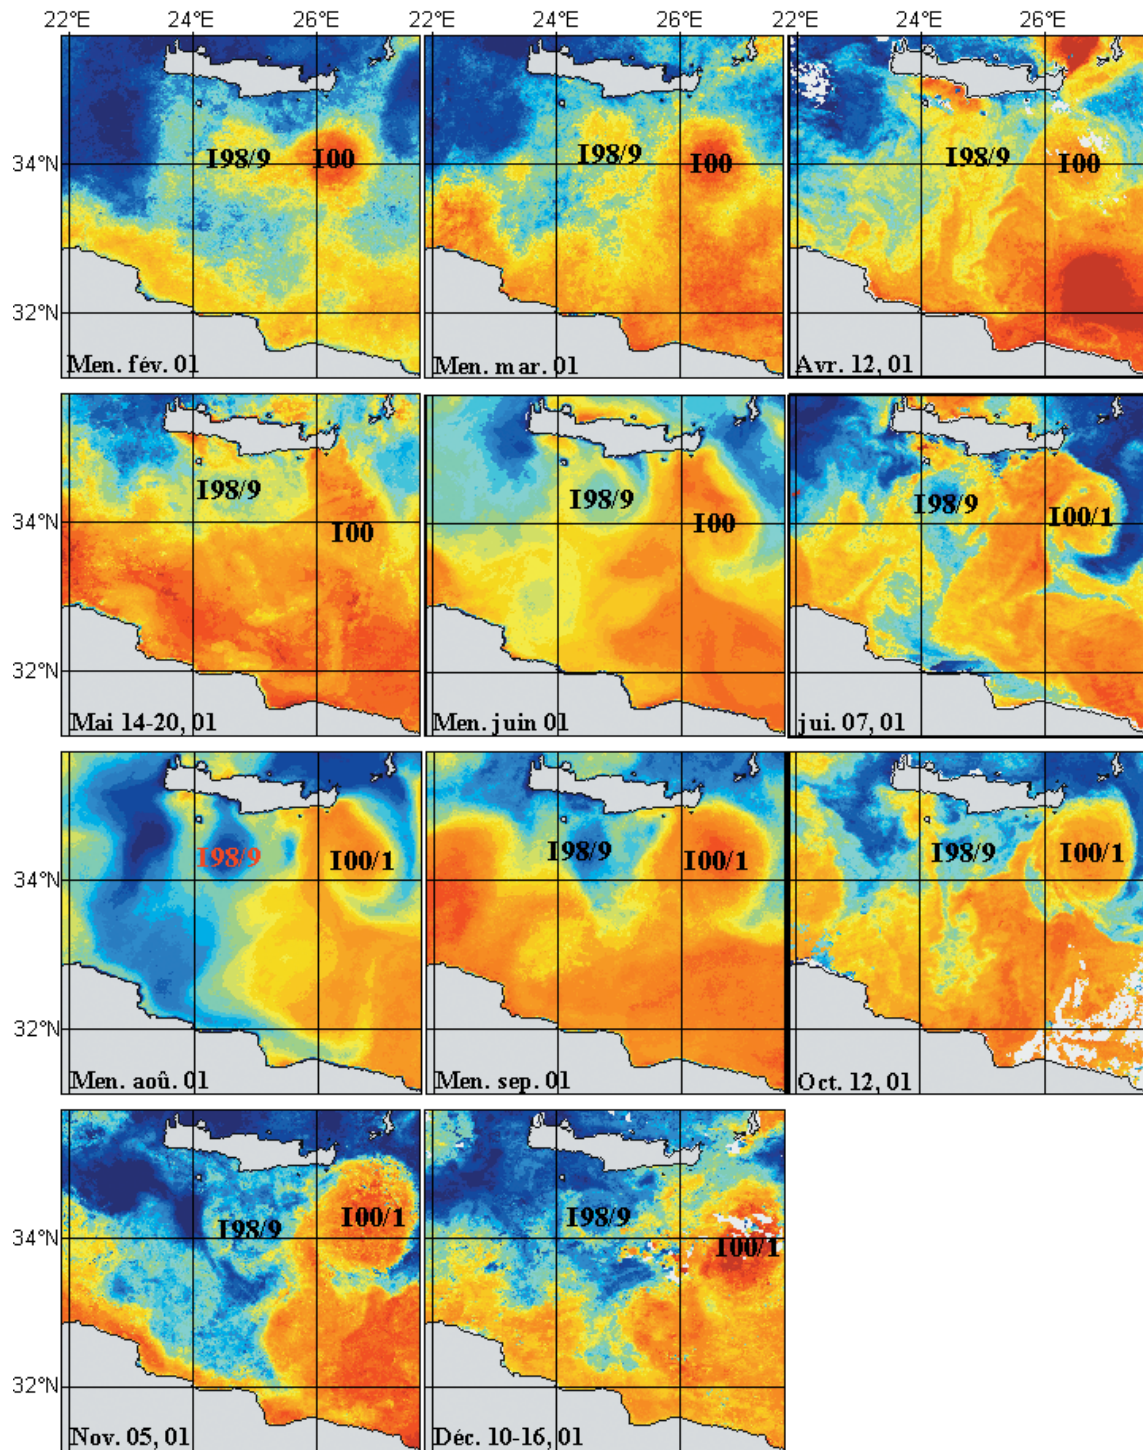 22°E 24°E 26°E 22°E 24°E 26°E
34°N I98/9 I00 I98/9 I00 I98/9 I00
32°N
Men. fév. 01 Men. mar. 01 Avr. 12, 01
34°N I98/9 I00 I98/9 I00 I98/9 I00/1
32°N
Mai 14-20, 01 Men. juin 01 jui. 07, 01
34°N I98/9 I00/1 I98/9 I00/1 I98/9 I00/1
32°N
Men. aoû. 01 Men. sep. 01 Oct. 12, 01
34°N I98/9 I00/1 I98/9 I00/1
32°N
Nov. 05, 01 Déc. 10-16, 01